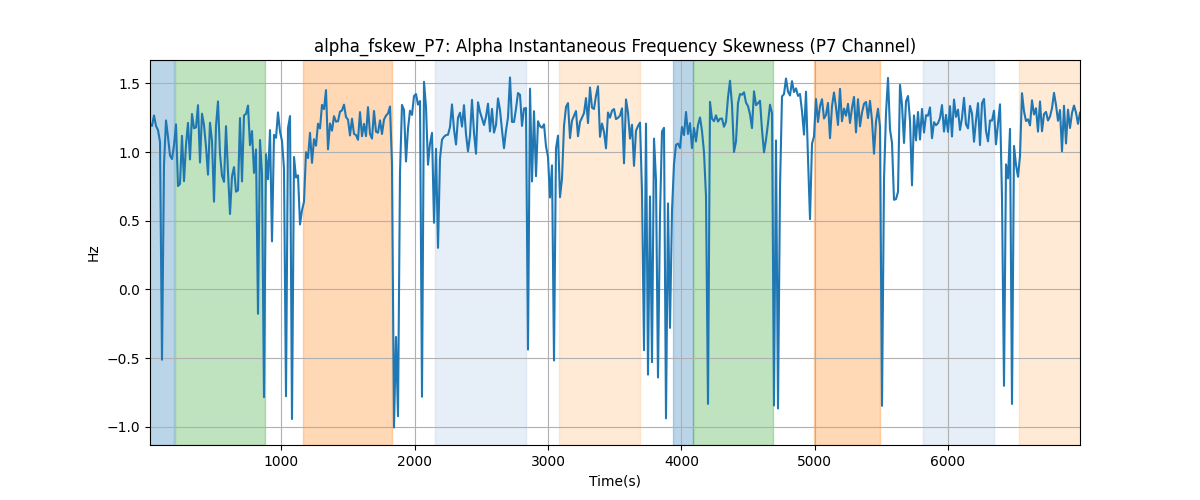 alpha_fskew_P7: Alpha Instantaneous Frequency Skewness (P7 Channel)
1.5
1.0
0.5
0.0
−0.5
−1.0
Hz
1000 2000 3000 4000 5000 6000
Time(s)